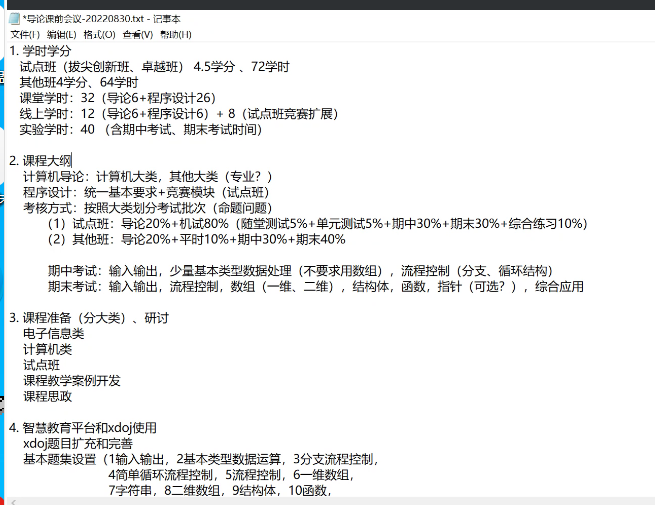 *导论课前会议-20220830.txt - 记事本
文件(F) 编辑(E) 格式(O) 查看(V) 帮助(H)
1. 学时学分
试点班（拔尖创新班、卓越班） 4.5学分 、72学时
其他班4学分、64学时
课堂学时：32（导论6+程序设计26）
线上学时：12（导论6+程序设计6）+ 8（试点班竞赛扩展）
实验学时：40 （含期中考试、期末考试时间）
2. 课程大纲
计算机导论：计算机大类，其他大类（专业？）
程序设计：统一基本要求+竞赛模块（试点班）
考核方式：按照大类划分考试批次（命题问题）
（1）试点班：导论20%+机试80%（随堂测试5%+单元测试5%+期中30%+期末30%+综合练习10%）
（2）其他班：导论20%+平时10%+期中30%+期末40%
期中考试：输入输出，少量基本类型数据处理（不要求用数组），流程控制（分支、循环结构）
期末考试：输入输出，流程控制，数组（一维、二维），结构体，函数，指针（可选？），综合应用
3. 课程准备（分大类）、研讨
电子信息类
计算机类
试点班
课程教学案例开发
课程思政
4. 智慧教育平台和xdoj使用
xdoj题目扩充和完善
基本题集设置（1输入输出，2基本类型数据运算，3分支流程控制，
4简单循环流程控制，5流程控制，6一维数组，
7字符串，8二维数组，9结构体，10函数，